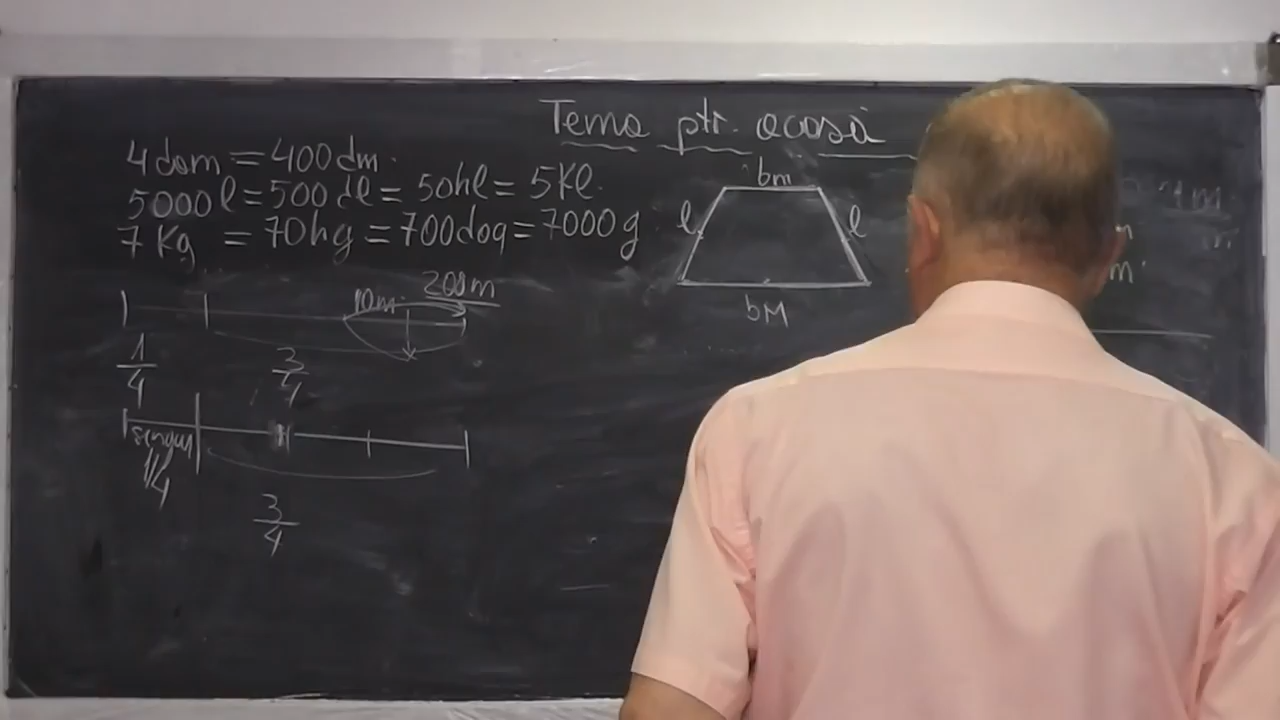 Tema ptr. acasă
4 dam = 400 dm.
5000 l = 500 dl = 50 hl = 5 Kl.
7 Kg = 70 hg = 700 dag = 7000 g
bm
l l
bM
m
10m. 200m
1/4 3/4
singur
1/4
3/4